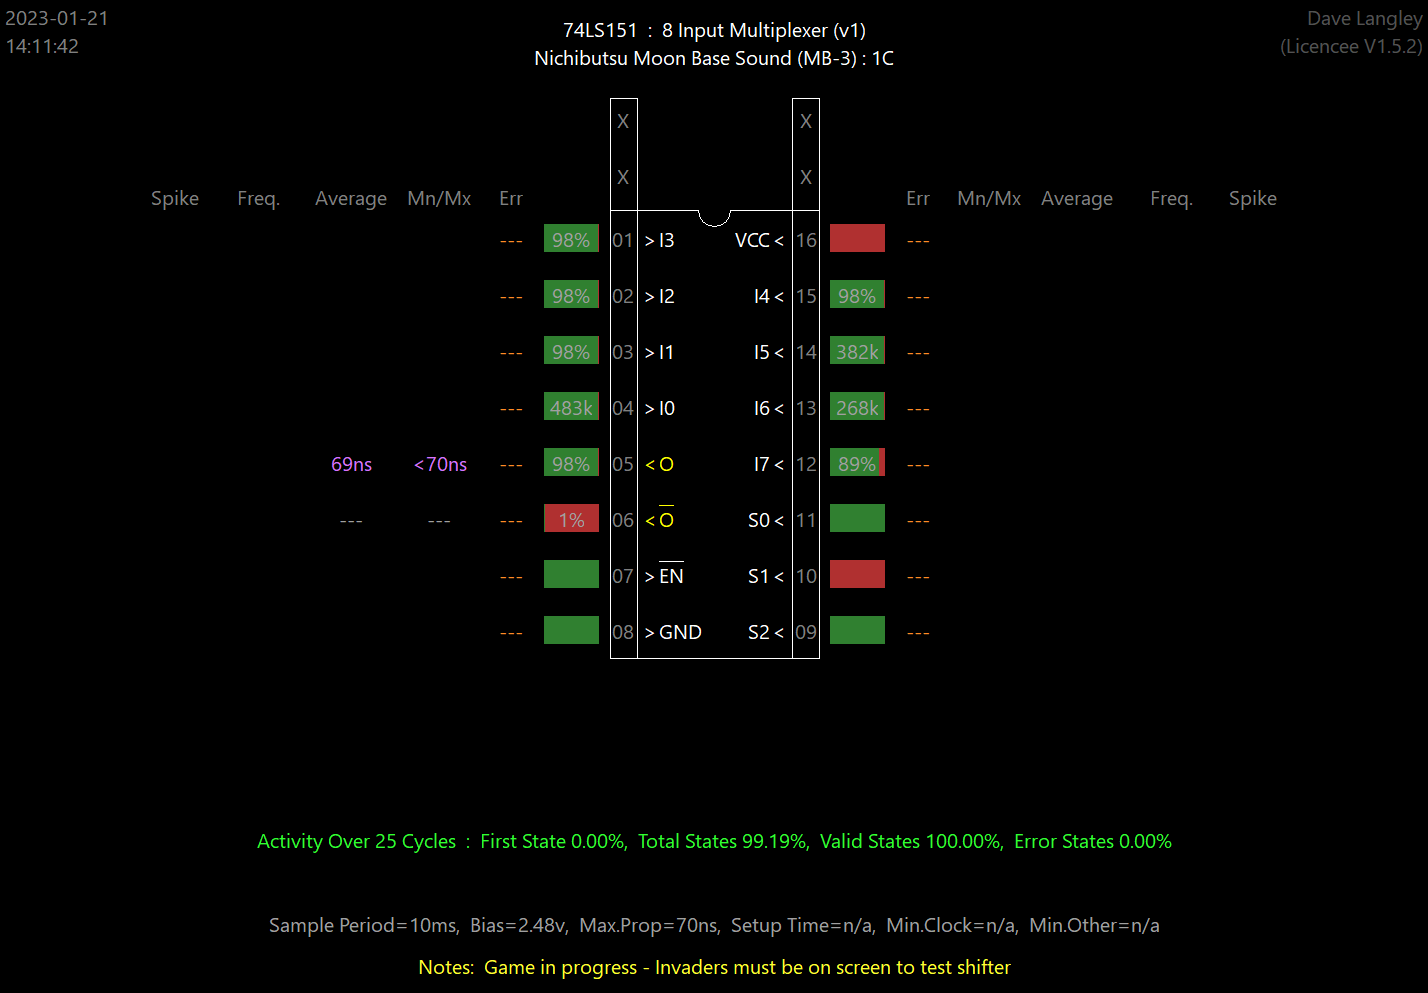 2023-01-21
14:11:42
74LS151 : 8 Input Multiplexer (v1)
Nichibutsu Moon Base Sound (MB-3) : 1C
Dave Langley
(Licencee V1.5.2)
X X
X X
Spike Freq. Average Mn/Mx Err Err Mn/Mx Average Freq. Spike
--- 98% 01 > I3 VCC < 16 ---
--- 98% 02 > I2 I4 < 15 98% ---
--- 98% 03 > I1 I5 < 14 382k ---
--- 483k 04 > I0 I6 < 13 268k ---
69ns <70ns --- 98% 05 < O I7 < 12 89% ---
--- --- --- 1% 06 < O S0 < 11 ---
--- 07 > EN S1 < 10 ---
--- 08 > GND S2 < 09 ---
Activity Over 25 Cycles : First State 0.00%, Total States 99.19%, Valid States 100.00%, Error States 0.00%
Sample Period=10ms, Bias=2.48v, Max.Prop=70ns, Setup Time=n/a, Min.Clock=n/a, Min.Other=n/a
Notes: Game in progress - Invaders must be on screen to test shifter